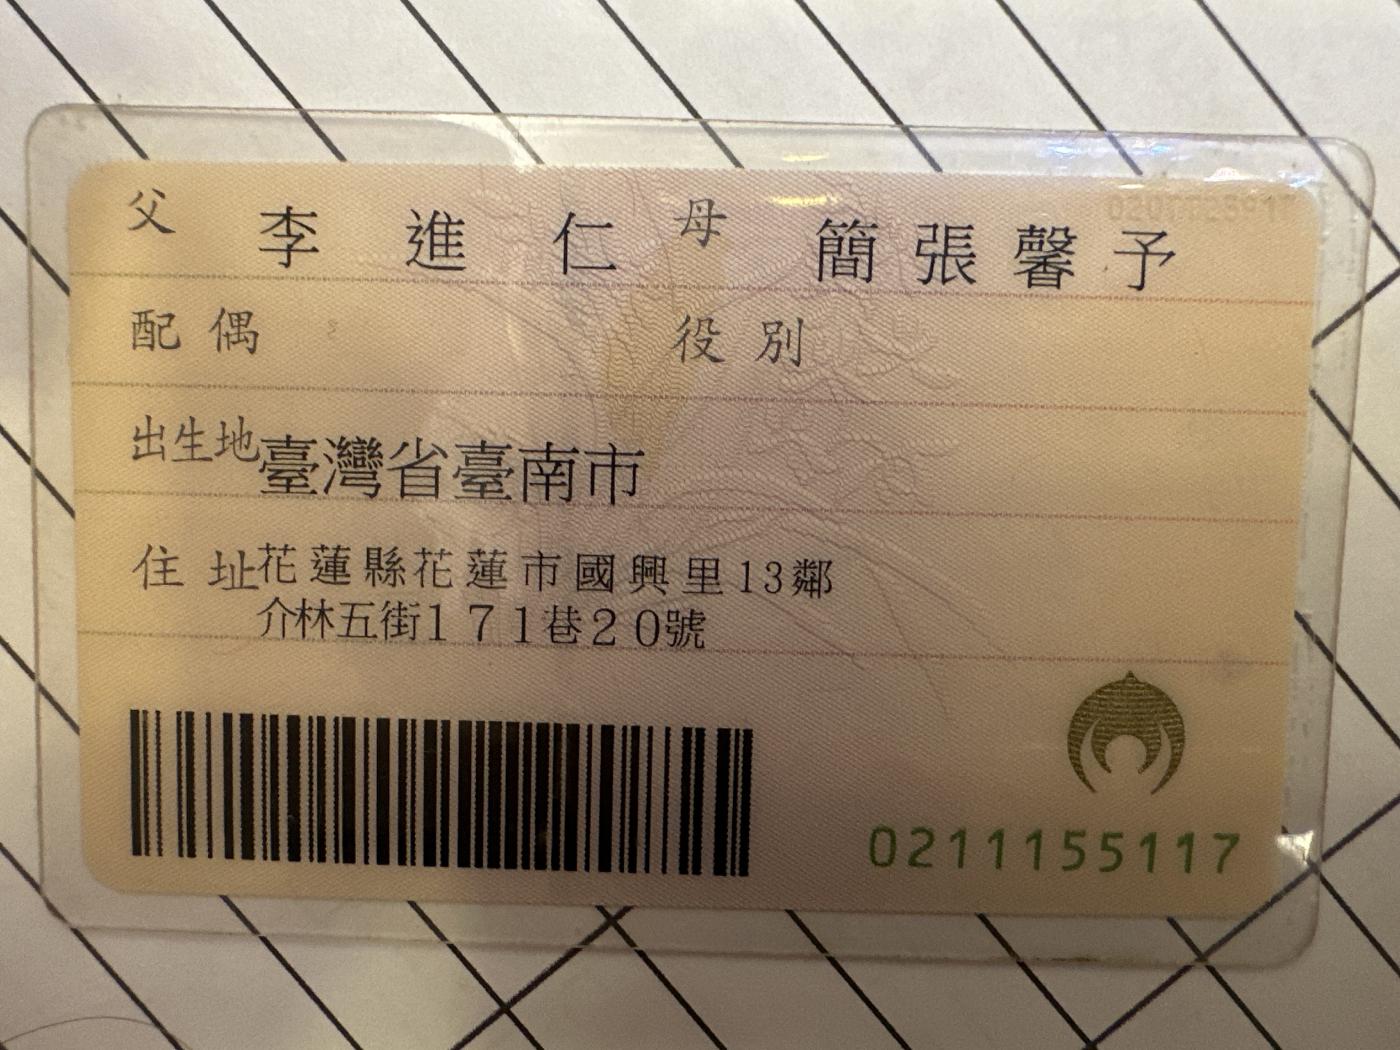 父 李進仁 母 簡張馨予
配偶 役別
出生地 臺灣省臺南市
住址 花蓮縣花蓮市國興里13鄰
介林五街171巷20號
0211155117